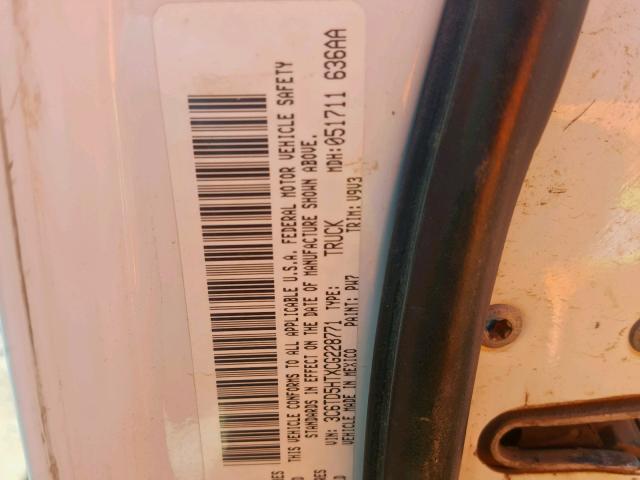 THIS VEHICLE CONFORMS TO ALL APPLICABLE U.S.A. FEDERAL MOTOR VEHICLE SAFETY
STANDARDS IN EFFECT ON THE DATE OF MANUFACTURE SHOWN ABOVE.
VIN: 3C6TD5HTXCG228771 TYPE: TRUCK MDH:051711 636AA
VEHICLE MADE IN MEXICO PAINT: PW7 TRIM: V9V3